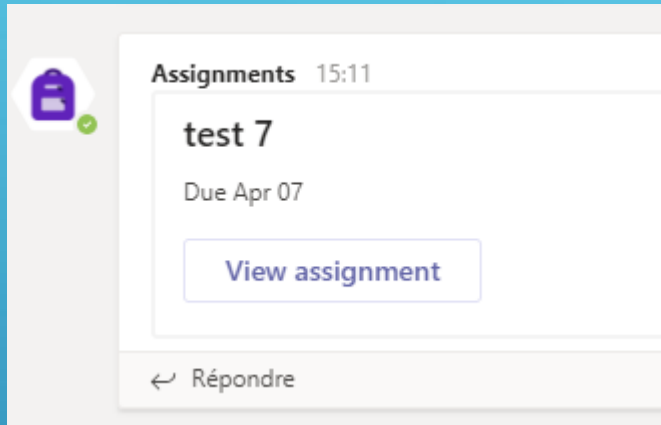 Assignments 15:11
test 7
Due Apr 07
View assignment
Répondre